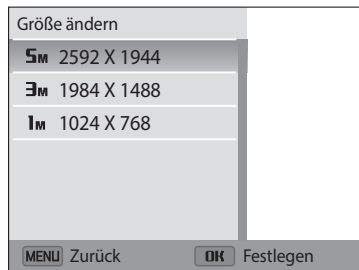 Größe ändern
5M 2592 X 1944
3M 1984 X 1488
1M 1024 X 768
MENU Zurück OK Festlegen